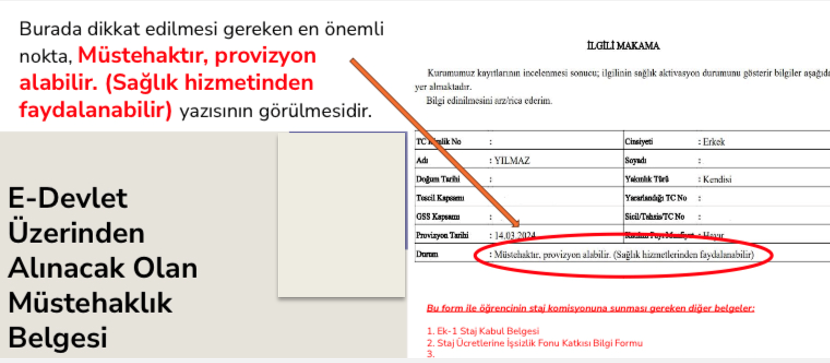 Burada dikkat edilmesi gereken en önemli
nokta, Müstehaktır, provizyon
alabilir. (Sağlık hizmetinden
faydalanabilir) yazısının görülmesidir.
E-Devlet
Üzerinden
Alınacak Olan
Müstehaklık
Belgesi
İLGİLİ MAKAMA
Kurumumuz kayıtlarının incelenmesi sonucu; ilgilinin sağlık aktivasyon durumunu gösterir bilgiler aşağıda
yer almaktadır.
Bilgi edinilmesini arz/rica ederim.
TC Kimlik No : Cinsiyeti : Erkek
Adı : YILMAZ Soyadı :
Doğum Tarihi : Yakınlık Türü : Kendisi
Tescil Kapsamı Yararlandığı TC No :
GSS Kapsamı : Sicil/Tahsis/TC No :
Provizyon Tarihi : 14.03.2024 Katılım Payı Muafiyet : Hayır
Durum : Müstehaktır, provizyon alabilir. (Sağlık hizmetlerinden faydalanabilir)
Bu form ile öğrencinin staj komisyonuna sunması gereken diğer belgeler:
1. Ek-1 Staj Kabul Belgesi
2. Staj Ücretlerine İşsizlik Fonu Katkısı Bilgi Formu
3.